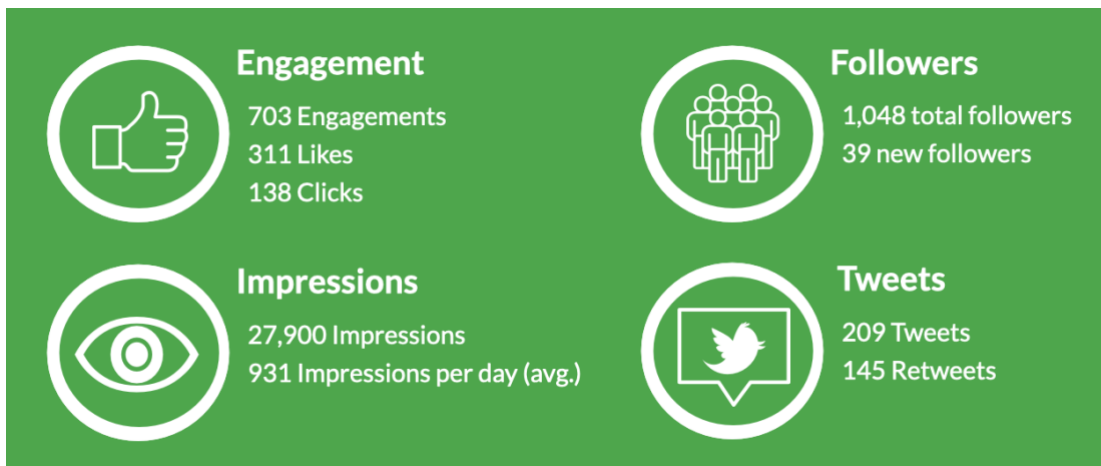 Engagement
703 Engagements
311 Likes
138 Clicks
Followers
1,048 total followers
39 new followers
Impressions
27,900 Impressions
931 Impressions per day (avg.)
Tweets
209 Tweets
145 Retweets